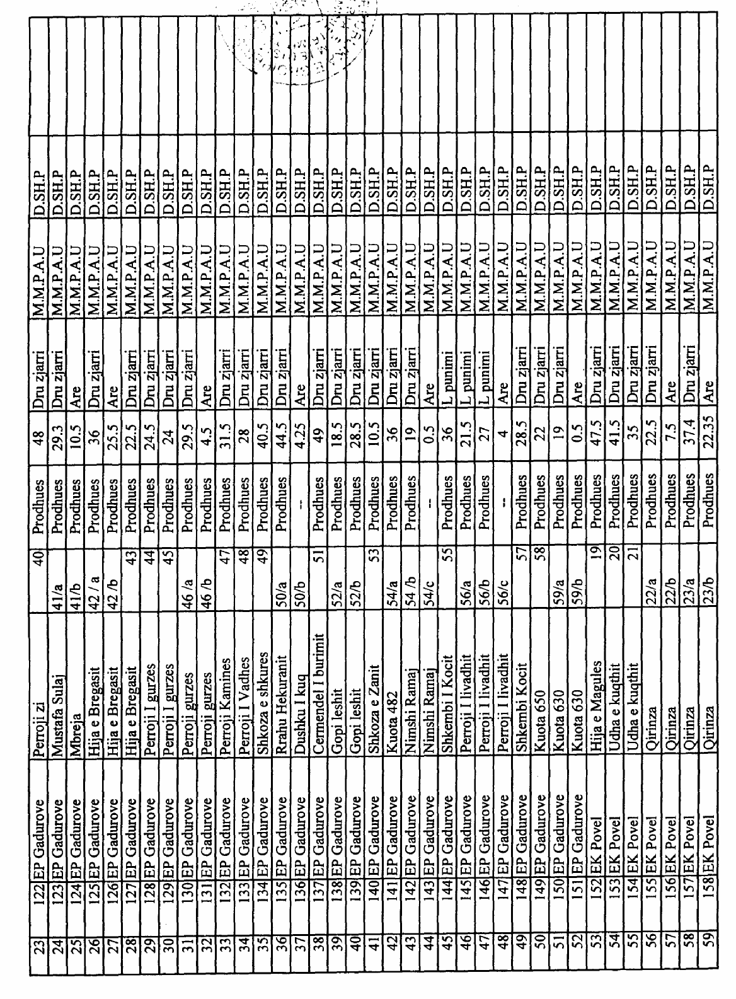 23 122 EP Gadurove Perroji zi 40 Prodhues 48 Dru zjarri M.M.P.A.U D.SH.P
24 123 EP Gadurove Mustafa Sulaj 41/a Prodhues 29.3 Dru zjarri M.M.P.A.U D.SH.P
25 124 EP Gadurove Mbreja 41/b Prodhues 10.5 Are M.M.P.A.U D.SH.P
26 125 EP Gadurove Hija e Bregasit 42 / a Prodhues 36 Dru zjarri M.M.P.A.U D.SH.P
27 126 EP Gadurove Hija e Bregasit 42 /b Prodhues 25.5 Are M.M.P.A.U D.SH.P
28 127 EP Gadurove Hija e Bregasit 43 Prodhues 22.5 Dru zjarri M.M.P.A.U D.SH.P
29 128 EP Gadurove Perroji I gurzes 44 Prodhues 24.5 Dru zjarri M.M.P.A.U D.SH.P
30 129 EP Gadurove Perroji I gurzes 45 Prodhues 24 Dru zjarri M.M.P.A.U D.SH.P
31 130 EP Gadurove Perroji gurzes 46 /a Prodhues 29.5 Dru zjarri M.M.P.A.U D.SH.P
32 131 EP Gadurove Perroji gurzes 46 /b Prodhues 4.5 Are M.M.P.A.U D.SH.P
33 132 EP Gadurove Perroji Kamines 47 Prodhues 31.5 Dru zjarri M.M.P.A.U D.SH.P
34 133 EP Gadurove Perroji I Vadhes 48 Prodhues 28 Dru zjarri M.M.P.A.U D.SH.P
35 134 EP Gadurove Shkoza e shkures 49 Prodhues 40.5 Dru zjarri M.M.P.A.U D.SH.P
36 135 EP Gadurove Rrahu Hekuranit 50/a Prodhues 44.5 Dru zjarri M.M.P.A.U D.SH.P
37 136 EP Gadurove Dushku I kuq 50/b -- 4.25 Are M.M.P.A.U D.SH.P
38 137 EP Gadurove Cermendel I burimit 51 Prodhues 49 Dru zjarri M.M.P.A.U D.SH.P
39 138 EP Gadurove Gopi leshit 52/a Prodhues 18.5 Dru zjarri M.M.P.A.U D.SH.P
40 139 EP Gadurove Gopi leshit 52/b Prodhues 28.5 Dru zjarri M.M.P.A.U D.SH.P
41 140 EP Gadurove Shkoza e Zanit 53 Prodhues 10.5 Dru zjarri M.M.P.A.U D.SH.P
42 141 EP Gadurove Kuota 482 54/a Prodhues 36 Dru zjarri M.M.P.A.U D.SH.P
43 142 EP Gadurove Nimshi Ramaj 54 /b Prodhues 19 Dru zjarri M.M.P.A.U D.SH.P
44 143 EP Gadurove Nimshi Ramaj 54/c -- 0.5 Are M.M.P.A.U D.SH.P
45 144 EP Gadurove Shkembi I Kocit 55 Prodhues 36 L punimi M.M.P.A.U D.SH.P
46 145 EP Gadurove Perroji I livadhit 56/a Prodhues 21.5 L punimi M.M.P.A.U D.SH.P
47 146 EP Gadurove Perroji I livadhit 56/b Prodhues 27 L punimi M.M.P.A.U D.SH.P
48 147 EP Gadurove Perroji I livadhit 56/c -- 4 Are M.M.P.A.U D.SH.P
49 148 EP Gadurove Shkembi Kocit 57 Prodhues 28.5 Dru zjarri M.M.P.A.U D.SH.P
50 149 EP Gadurove Kuota 650 58 Prodhues 22 Dru zjarri M.M.P.A.U D.SH.P
51 150 EP Gadurove Kuota 630 59/a Prodhues 19 Dru zjarri M.M.P.A.U D.SH.P
52 151 EP Gadurove Kuota 630 59/b Prodhues 0.5 Are M.M.P.A.U D.SH.P
53 152 EK Povel Hija e Magules 19 Prodhues 47.5 Dru zjarri M.M.P.A.U D.SH.P
54 153 EK Povel Udha e kuqthit 20 Prodhues 41.5 Dru zjarri M.M.P.A.U D.SH.P
55 154 EK Povel Udha e kuqthit 21 Prodhues 35 Dru zjarri M.M.P.A.U D.SH.P
56 155 EK Povel Qirinza 22/a Prodhues 22.5 Dru zjarri M.M.P.A.U D.SH.P
57 156 EK Povel Qirinza 22/b Prodhues 7.5 Are M.M.P.A.U D.SH.P
58 157 EK Povel Qirinza 23/a Prodhues 37.4 Dru zjarri M.M.P.A.U D.SH.P
59 158 EK Povel Qirinza 23/b Prodhues 22.35 Are M.M.P.A.U D.SH.P